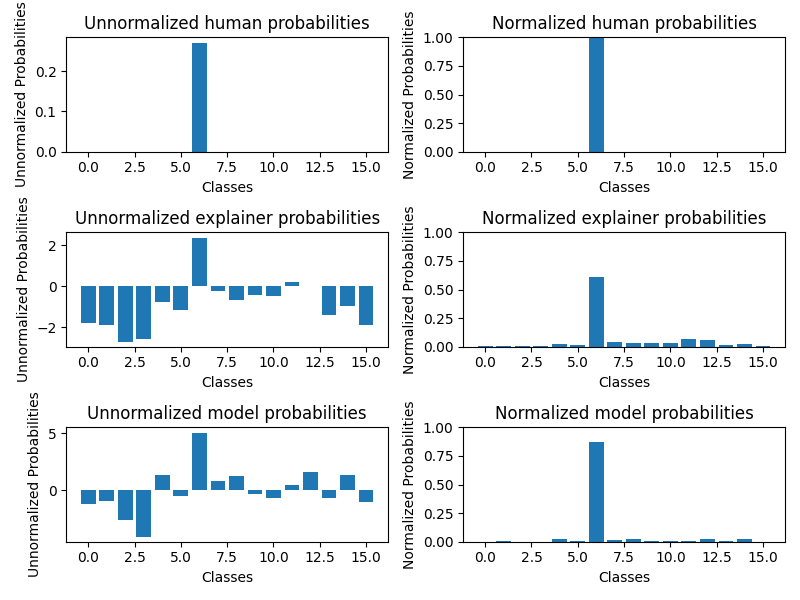 Unnormalized human probabilities
Unnormalized Probabilities
0.2
0.1
0.0
0.0 2.5 5.0 7.5 10.0 12.5 15.0
Classes
Normalized human probabilities
Normalized Probabilities
1.00
0.75
0.50
0.25
0.00
0.0 2.5 5.0 7.5 10.0 12.5 15.0
Classes
Unnormalized explainer probabilities
Unnormalized Probabilities
2
0
−2
0.0 2.5 5.0 7.5 10.0 12.5 15.0
Classes
Normalized explainer probabilities
Normalized Probabilities
1.00
0.75
0.50
0.25
0.00
0.0 2.5 5.0 7.5 10.0 12.5 15.0
Classes
Unnormalized model probabilities
Unnormalized Probabilities
5
0
0.0 2.5 5.0 7.5 10.0 12.5 15.0
Classes
Normalized model probabilities
Normalized Probabilities
1.00
0.75
0.50
0.25
0.00
0.0 2.5 5.0 7.5 10.0 12.5 15.0
Classes